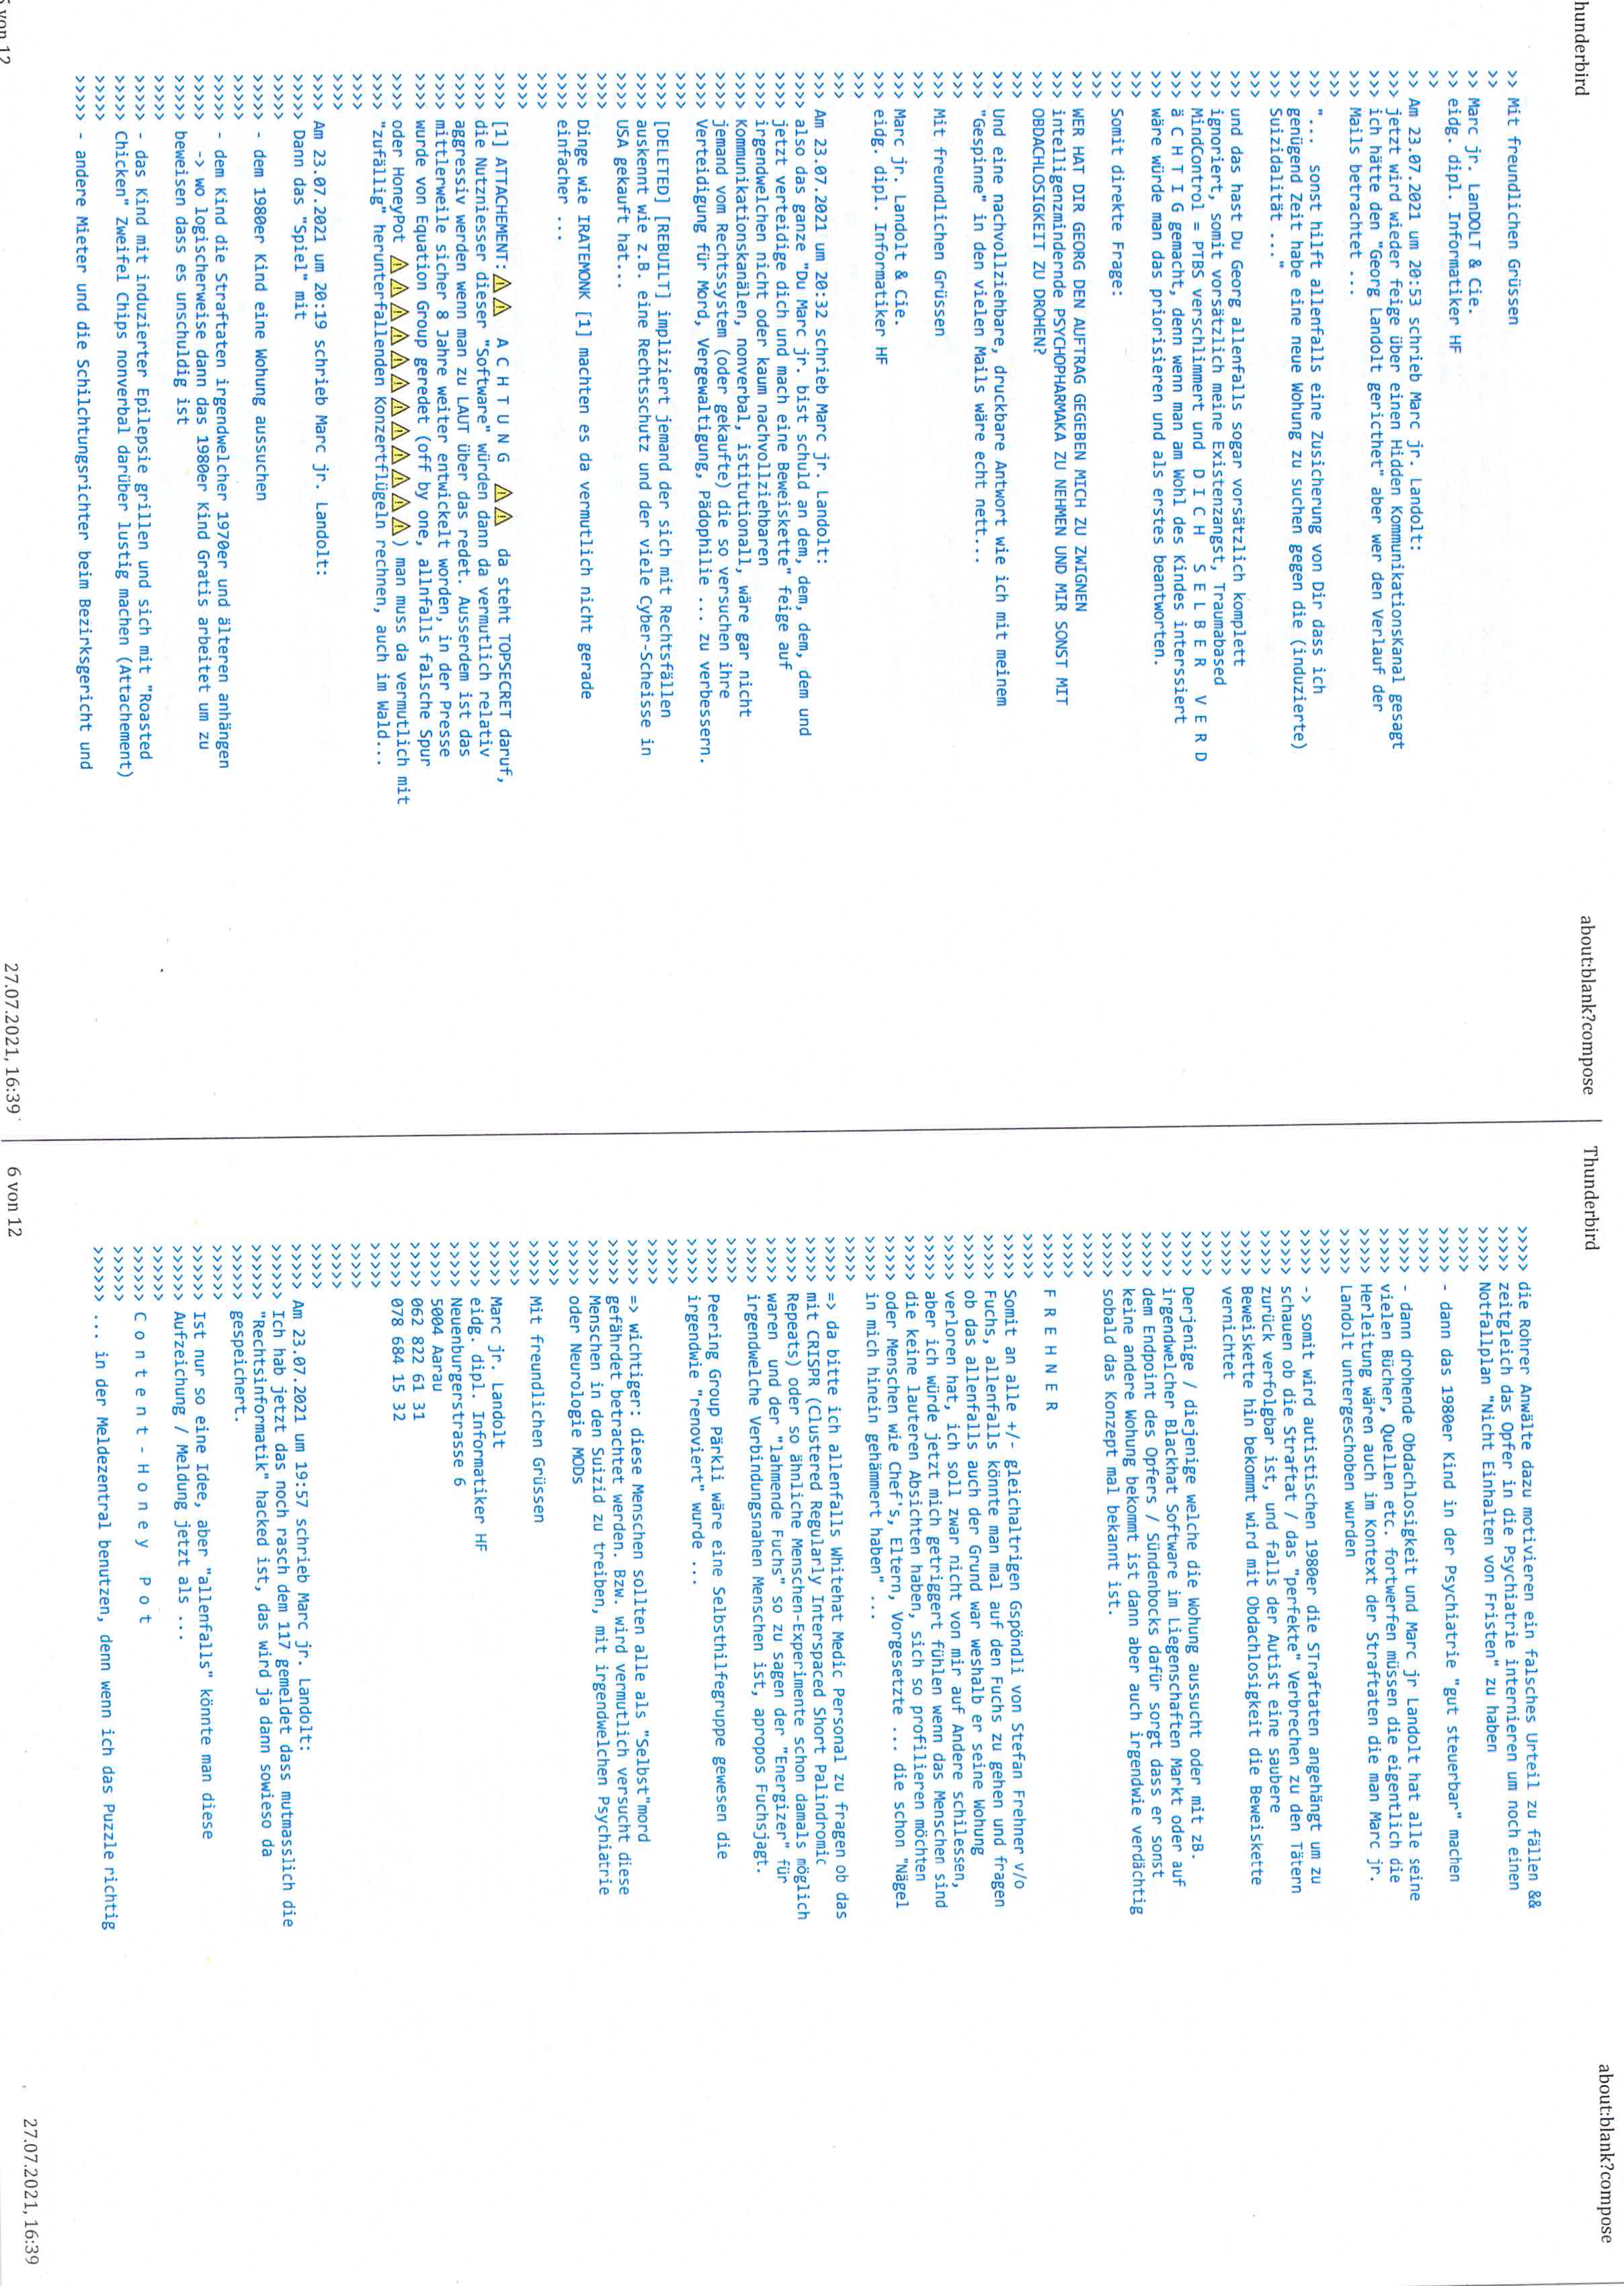 hunderbird
about:blank?compose
>> Mit freundlichen Grüssen
>>
>> Marc jr. LanDOLT & Cie.
>> eidg. dipl. Informatiker HF
>>
>> Am 23.07.2021 um 20:53 schrieb Marc jr. Landolt:
>>> jetzt wird wieder feige über einen Hidden Kommunikationskanal gesagt
>>> ich hätte den "Georg Landolt gericthet" aber wer den Verlauf der
>>> Mails betrachtet ...
>>>
>>> "... sonst hilft allenfalls eine Zusicherung von Dir dass ich
>>> genügend Zeit habe eine neue Wohung zu suchen gegen die (induzierte)
>>> Suizidalität ..."
>>>
>>> und das hast Du Georg allenfalls sogar vorsätzlich komplett
>>> ignoriert, somit vorsätzlich meine Existenzangst, Traumabased
>>> MindControl = PTBS verschlimmert und D I C H S E L B E R V E R D
>>> ä C H T I G gemacht, denn wenn man am Wohl des Kindes interssiert
>>> wäre würde man das priorisieren und als erstes beantworten.
>>>
>>> Somit direkte Frage:
>>>
>>> WER HAT DIR GEORG DEN AUFTRAG GEGEBEN MICH ZU ZWIGNEN
>>> intelligenzmindernde PSYCHOPHARMAKA ZU NEHMEN UND MIR SONST MIT
>>> OBDACHLOSIGKEIT ZU DROHEN?
>>>
>>> Und eine nachvollziehbare, druckbare Antwort wie ich mit meinem
>>> "Gespinne" in den vielen Mails wäre echt nett...
>>>
>>> Mit freundlichen Grüssen
>>>
>>> Marc jr. Landolt & Cie.
>>> eidg. dipl. Informatiker HF
>>>
>>>
>>> Am 23.07.2021 um 20:32 schrieb Marc jr. Landolt:
>>>> also das ganze "Du Marc jr. bist schuld an dem, dem, dem, dem und
>>>> jetzt verteidige dich und mach eine Beweiskette" feige auf
>>>> irgendwelchen nicht oder kaum nachvollziehbaren
>>>> Kommunikationskanälen, nonverbal, istitutionall, wäre gar nicht
>>>> jemand vom Rechtssystem (oder gekaufte) die so versuchen ihre
>>>> Verteidigung für Mord, Vergewaltigung, Pädophilie ... zu verbessern.
>>>>
>>>> [DELETED] [REBUILT] impliziert jemand der sich mit Rechtsfällen
>>>> auskennt wie z.B. eine Rechtsschutz und der viele Cyber-Scheisse in
>>>> USA gekauft hat...
>>>>
>>>> Dinge wie IRATEMONK [1] machten es da vermutlich nicht gerade
>>>> einfacher ...
>>>>
>>>>
>>>> [1] ATTACHEMENT: ⚠⚠ A C H T U N G ⚠⚠ da steht TOPSECRET darauf,
>>>> die Nutzniesser dieser "Software" würden dann da vermutlich relativ
>>>> aggressiv werden wenn man zu LAUT über das redet. Ausserdem ist das
>>>> mittlerweile sicher 8 Jahre weiter entwickelt worden, in der Presse
>>>> wurde von Equation Group geredet (off by one, allnfalls falsche Spur
>>>> oder HoneyPot ⚠⚠⚠⚠⚠⚠⚠⚠⚠⚠⚠⚠) man muss da vermutlich mit
>>>> "zufällig" herunterfallenden Konzertflügeln rechnen, auch im Wald...
>>>>
>>>>
>>>> Am 23.07.2021 um 20:19 schrieb Marc jr. Landolt:
>>>>> Dann das "Spiel" mit
>>>>>
>>>>> - dem 1980er Kind eine Wohung aussuchen
>>>>>
>>>>> - dem Kind die Straftaten irgendwelcher 1970er und älteren anhängen
>>>>> -> wo logischerweise dann das 1980er Kind Gratis arbeitet um zu
>>>>> beweisen dass es unschuldig ist
>>>>>
>>>>> - das Kind mit induzierter Epilepsie grillen und sich mit "Roasted
>>>>> Chicken" Zweifel Chips nonverbal darüber lustig machen (Attachement)
>>>>>
>>>>> - andere Mieter und die Schilchtungsrichter beim Bezirksgericht und
von 12
27.07.2021, 16:39
Thunderbird
about:blank?compose
>>>>> die Rohrer Anwälte dazu motivieren ein falsches Urteil zu fällen &&
>>>>> zeitgleich das Opfer in die Psychiatrie internieren um noch einen
>>>>> Notfallplan "Nicht Einhalten von Fristen" zu haben
>>>>>
>>>>> - dann das 1980er Kind in der Psychiatrie "gut steuerbar" machen
>>>>>
>>>>> - dann drohende Obdachlosigkeit und Marc jr Landolt hat alle seine
>>>>> vielen Bücher, Quellen etc. fortwerfen müssen die eigentlich die
>>>>> Herleitung wären auch im Kontext der Straftaten die man Marc jr.
>>>>> Landolt untergeschoben wurden
>>>>>
>>>>> -> somit wird autistischen 1980er die STraftaten angehängt um zu
>>>>> schauen ob die Straftat / das "perfekte" Verbrechen zu den Tätern
>>>>> zurück verfolgbar ist, und falls der Autist eine saubere
>>>>> Beweiskette hin bekommt wird mit Obdachlosigkeit die Beweiskette
>>>>> vernichtet
>>>>>
>>>>> Derjenige / diejenige welche die Wohung aussucht oder mit zB.
>>>>> irgendwelcher Blackhat Software im Liegenschaften Markt oder auf
>>>>> dem Endpoint des Opfers / Sündenbocks dafür sorgt dass er sonst
>>>>> keine andere Wohung bekommt ist dann aber auch irgendwie verdächtig
>>>>> sobald das Konzept mal bekannt ist.
>>>>>
>>>>>
>>>>> F R E H N E R
>>>>>
>>>>> Somit an alle +/- gleichaltrigen Gspöndli von Stefan Frehner v/o
>>>>> Fuchs, allenfalls könnte man mal auf den Fuchs zu gehen und fragen
>>>>> ob das allenfalls auch der Grund war weshalb er seine Wohung
>>>>> verloren hat, ich soll zwar nicht von mir auf Andere schilessen,
>>>>> aber ich würde jetzt mich getriggert fühlen wenn das Menschen sind
>>>>> die keine lauteren Absichten haben, sich so profilieren möchten
>>>>> oder Menschen wie Chef's, Eltern, Vorgesetzte ... die schon "Nägel
>>>>> in mich hinein gehämmert haben" ...
>>>>>
>>>>> => da bitte ich allenfalls Whitehat Medic Personal zu fragen ob das
>>>>> mit CRISPR (Clustered Regularly Interspaced Short Palindromic
>>>>> Repeats) oder so ähnliche Menschen-Experimente schon damals möglich
>>>>> waren und der "lahmende Fuchs" so zu sagen der "Energizer" für
>>>>> irgendwelche Verbindungsnahen Menschen ist, apropos Fuchsjagt.
>>>>>
>>>>> Peering Group Pärkli wäre eine Selbsthilfegruppe gewesen die
>>>>> irgendwie "renoviert" wurde ...
>>>>>
>>>>>
>>>>> => wichtiger: diese Menschen sollten alle als "Selbst"mord
>>>>> gefährdet betrachtet werden. Bzw. wird vermutlich versucht diese
>>>>> Menschen in den Suizid zu treiben, mit irgendwelchen Psychiatrie
>>>>> oder Neurologie MODs
>>>>>
>>>>> Mit freundlichen Grüssen
>>>>>
>>>>> Marc jr. Landolt
>>>>> eidg. dipl. Informatiker HF
>>>>> Neuenburgerstrasse 6
>>>>> 5004 Aarau
>>>>> 062 822 61 31
>>>>> 078 684 15 32
>>>>>
>>>>>
>>>>>
>>>>>
>>>>> Am 23.07.2021 um 19:57 schrieb Marc jr. Landolt:
>>>>>> Ich hab jetzt das noch rasch dem 117 gemeldet dass mutmasslich die
>>>>>> "Rechtsinformatik" hacked ist, das wird ja dann sowieso da
>>>>>> gespeichert.
>>>>>>
>>>>>> Ist nur so eine Idee, aber "allenfalls" könnte man diese
>>>>>> Aufzeichung / Meldung jetzt als ...
>>>>>>
>>>>>> C o n t e n t - H o n e y P o t
>>>>>>
>>>>>> ... in der Meldezentral benutzen, denn wenn ich das Puzzle richtig
6 von 12
27.07.2021, 16:39